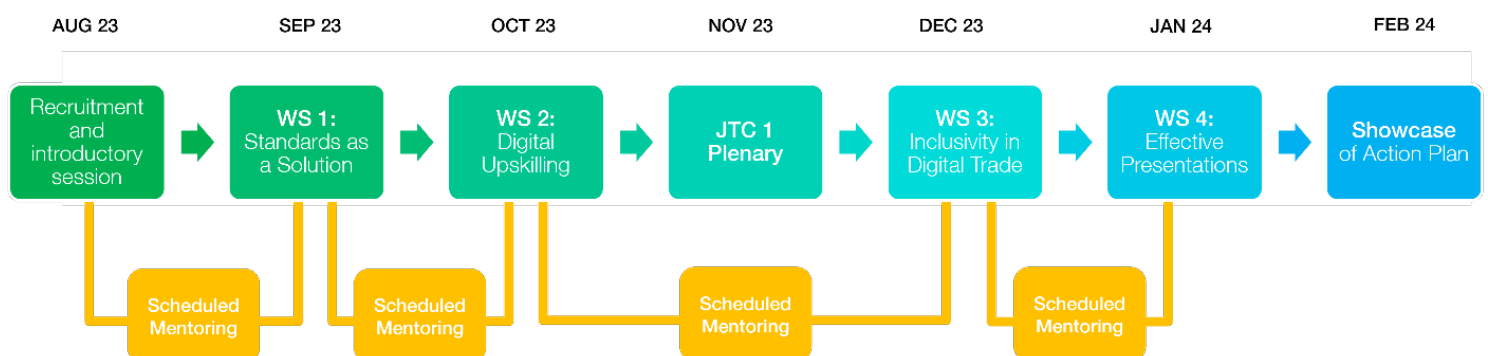 AUG 23
SEP 23
OCT 23
NOV 23
DEC 23
JAN 24
FEB 24
Recruitment
and
introductory
session
WS 1:
Standards as
a Solution
WS 2:
Digital
Upskilling
JTC 1
Plenary
WS 3:
Inclusivity in
Digital Trade
WS 4:
Effective
Presentations
Showcase
of Action Plan
Scheduled
Mentoring
Scheduled
Mentoring
Scheduled
Mentoring
Scheduled
Mentoring